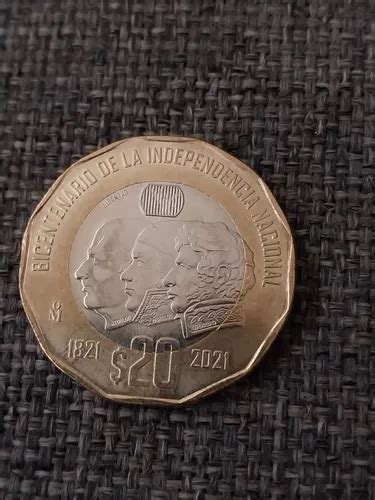 BICENTENARIO DE LA INDEPENDENCIA NACIONAL
M̊
1821 $20 2021